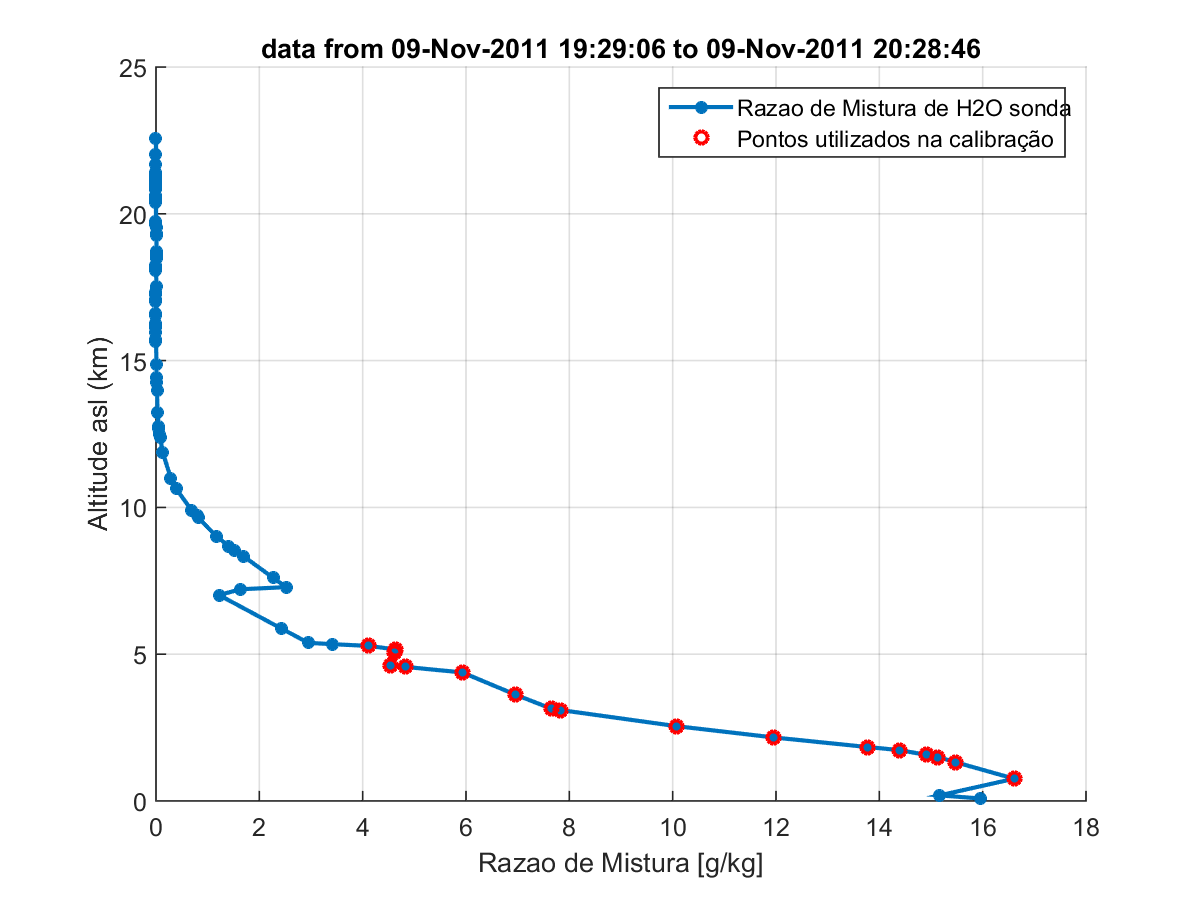 data from 09-Nov-2011 19:29:06 to 09-Nov-2011 20:28:46
Razao de Mistura de H2O sonda
Pontos utilizados na calibração
25
20
15
10
5
0
Altitude asl (km)
0 2 4 6 8 10 12 14 16 18
Razao de Mistura [g/kg]